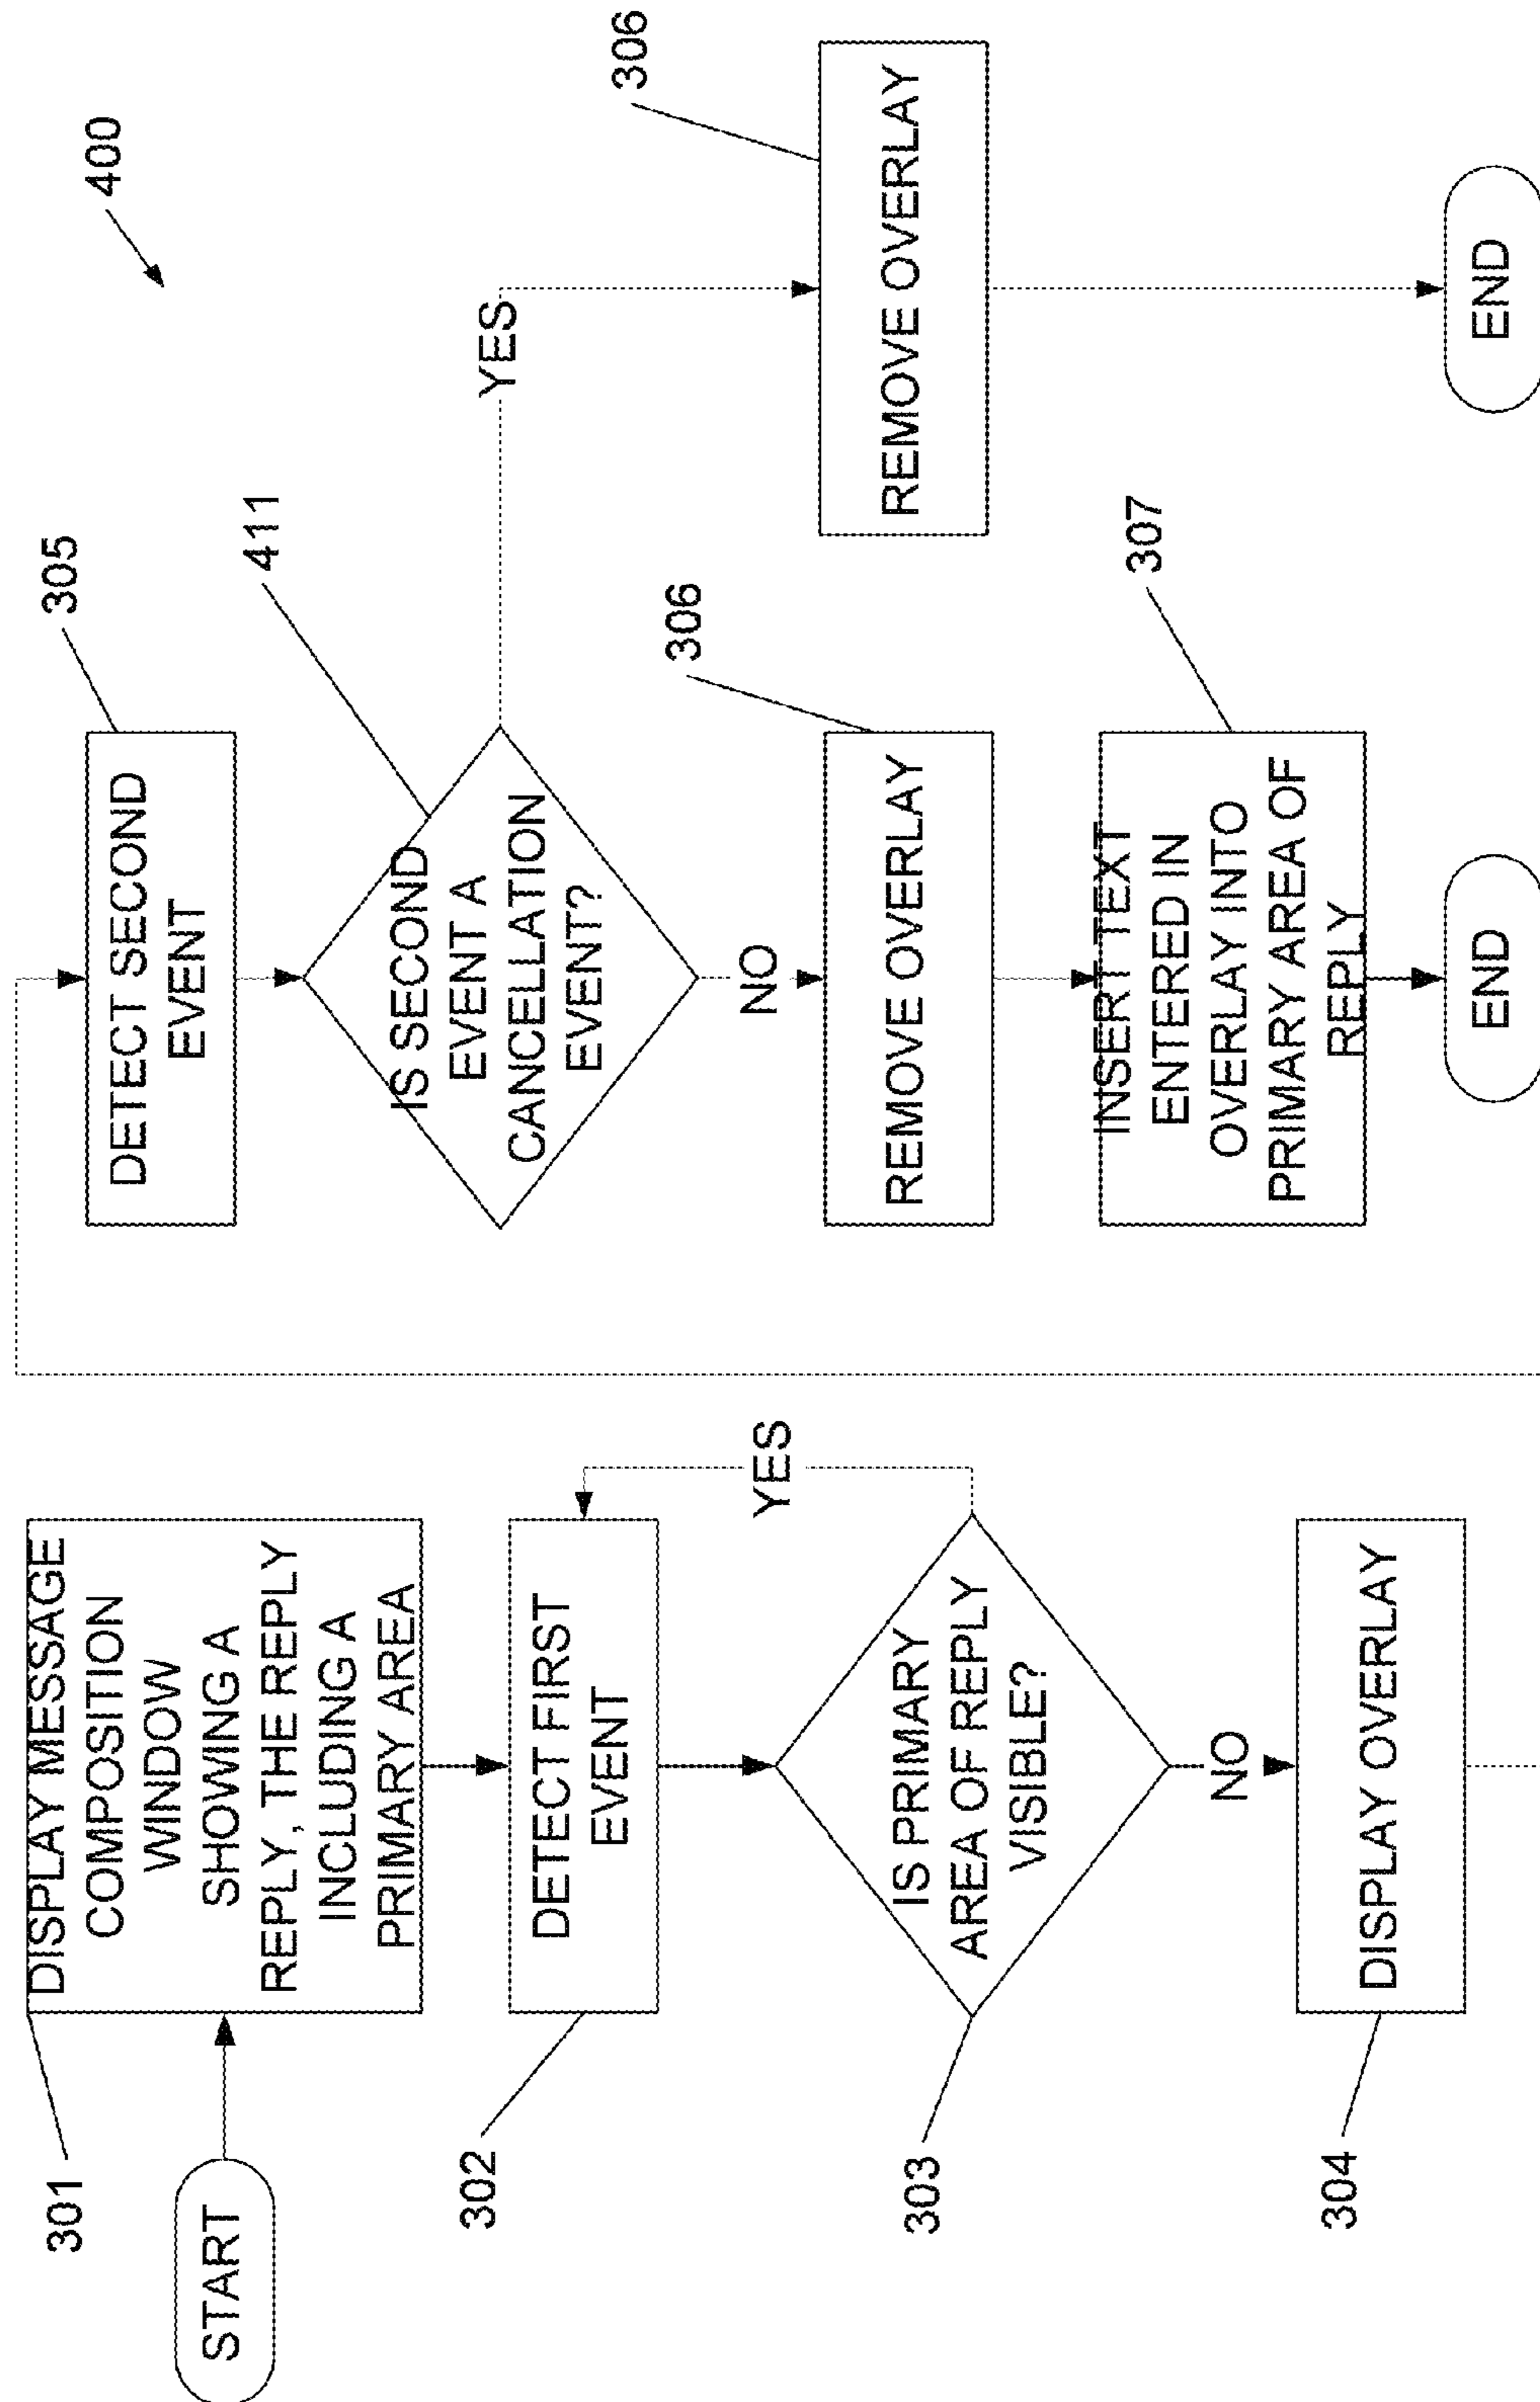 400
START
301
DISPLAY MESSAGE
COMPOSITION
WINDOW
SHOWING A
REPLY, THE REPLY
INCLUDING A
PRIMARY AREA
302
DETECT FIRST
EVENT
303
IS PRIMARY
AREA OF REPLY
VISIBLE?
YES
NO
304
DISPLAY OVERLAY
305
DETECT SECOND
EVENT
411
IS SECOND
EVENT A
CANCELLATION
EVENT?
NO
306
REMOVE OVERLAY
307
INSERT TEXT
ENTERED IN
OVERLAY INTO
PRIMARY AREA OF
REPLY
END
YES
306
REMOVE OVERLAY
END